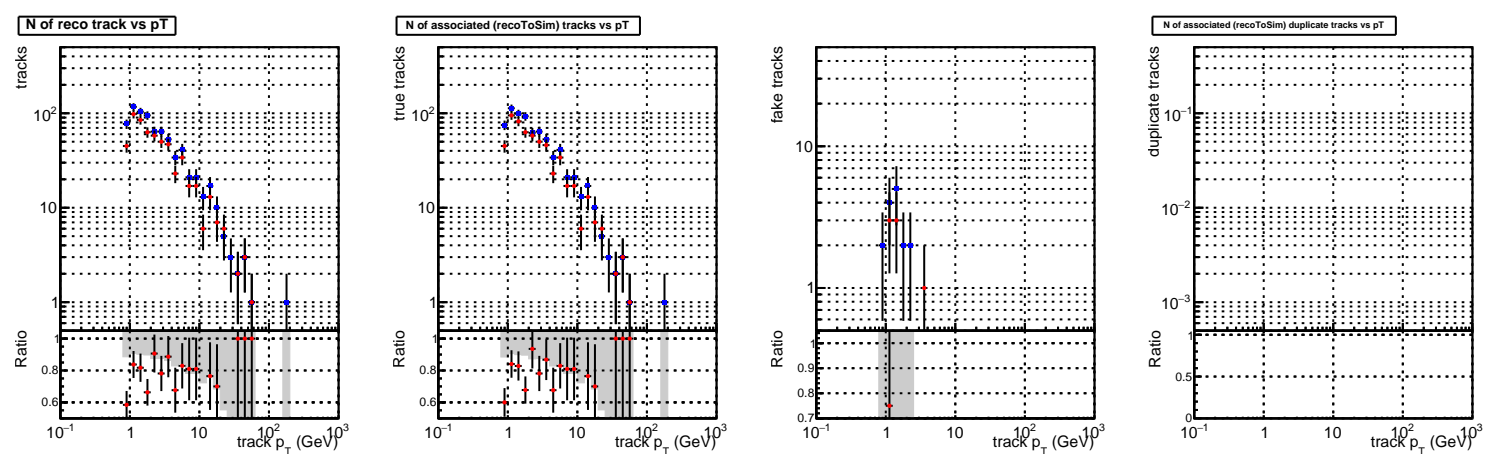 N of reco track vs pT
tracks
10²
10
1
Ratio
1
0.8
0.6
10⁻¹ 1 10 10² 10³
track p_T (GeV)
N of associated (recoToSim) tracks vs pT
true tracks
10²
10
1
Ratio
1
0.8
0.6
10⁻¹ 1 10 10² 10³
track p_T (GeV)
fake tracks
10
1
Ratio
1
0.9
0.8
0.7
10⁻¹ 1 10 10² 10³
track p_T (GeV)
N of associated (recoToSim) duplicate tracks vs pT
duplicate tracks
10⁻¹
10⁻²
10⁻³
Ratio
1
0.5
0
10⁻¹ 1 10 10² 10³
track p_T (GeV)